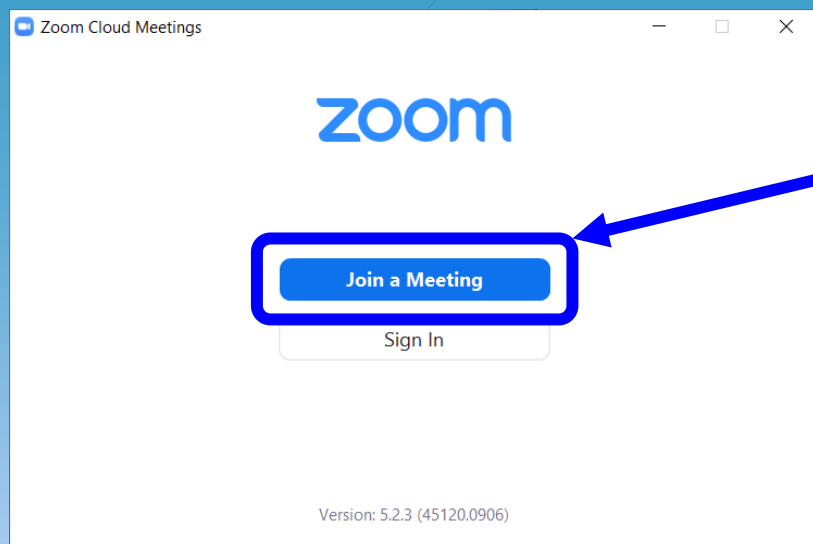 Zoom Cloud Meetings
zoom
Join a Meeting
Sign In
Version: 5.2.3 (45120.0906)